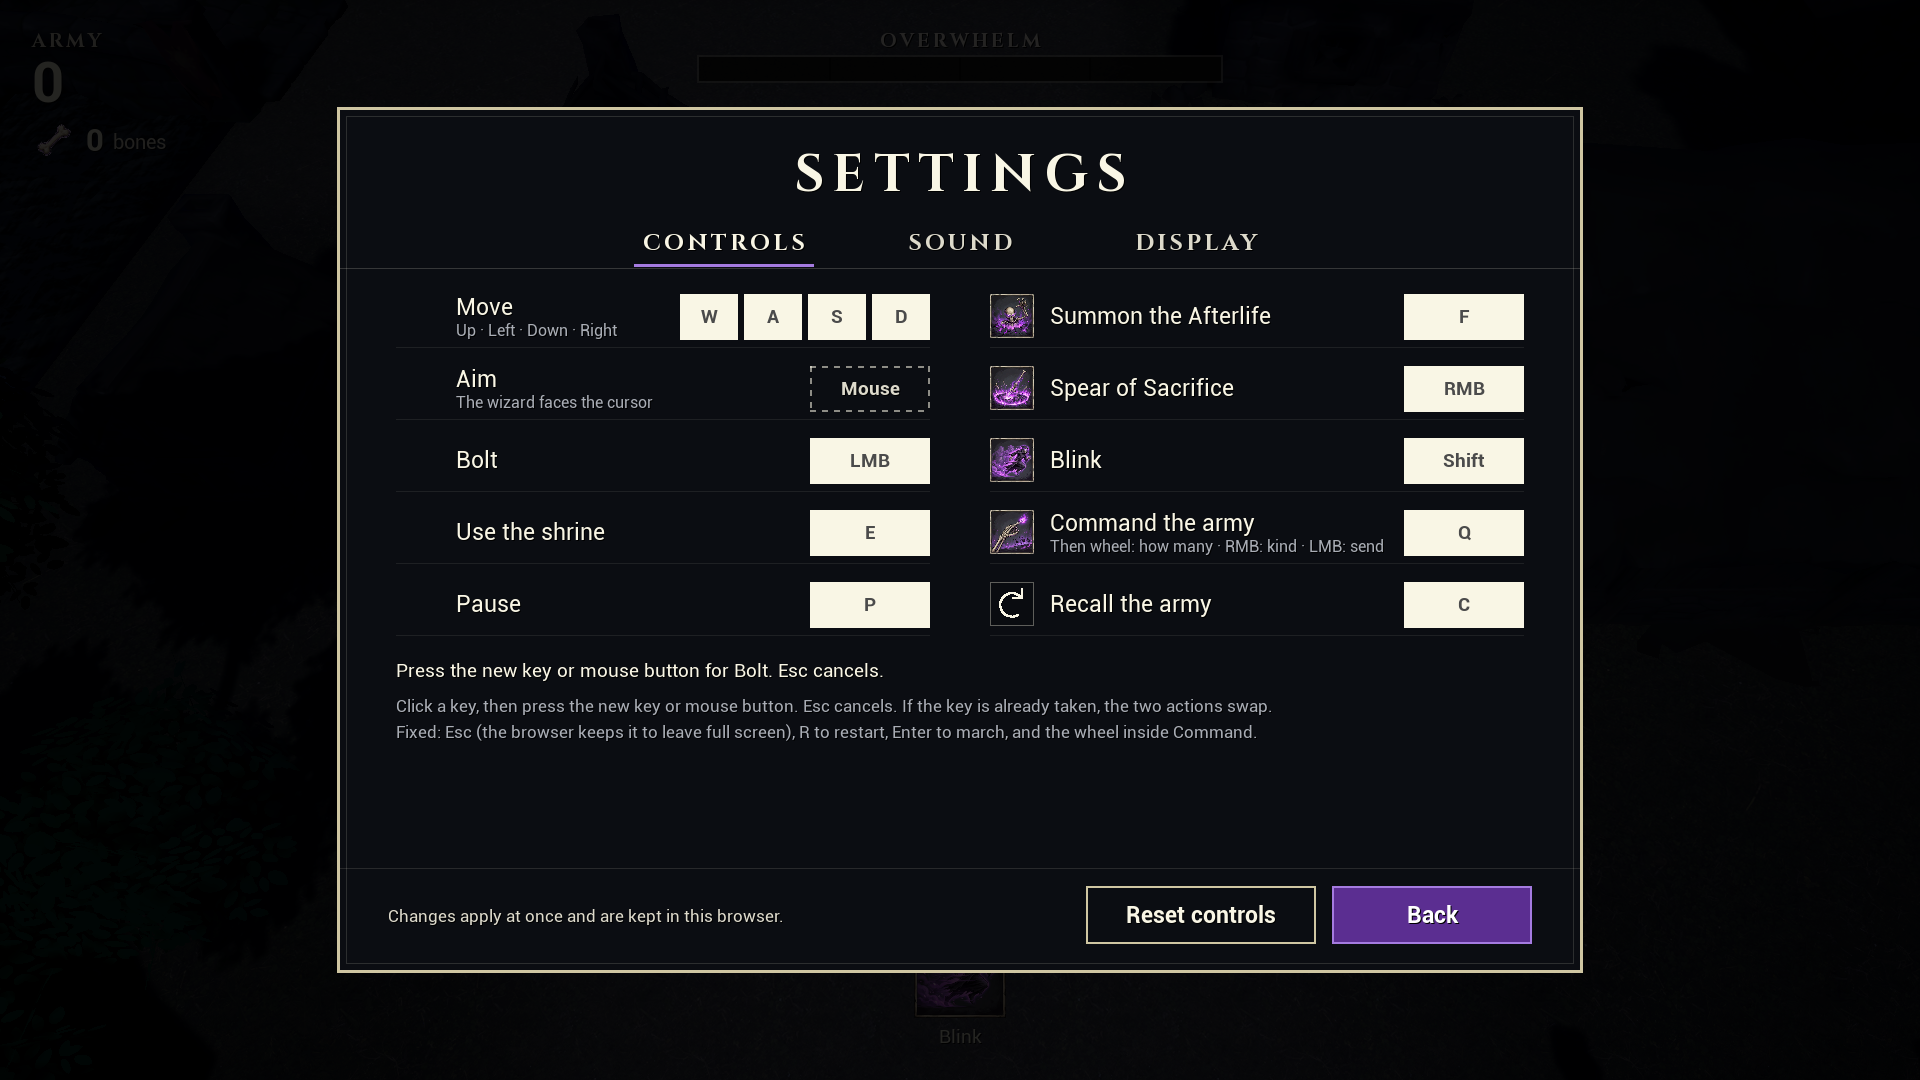 ARMY
0
0 bones
OVERWHELM
SETTINGS
CONTROLS SOUND DISPLAY
Move
Up · Left · Down · Right
W A S D
Aim
The wizard faces the cursor
Mouse
Bolt
LMB
Use the shrine
E
Pause
P
Summon the Afterlife
F
Spear of Sacrifice
RMB
Blink
Shift
Command the army
Then wheel: how many · RMB: kind · LMB: send
Q
Recall the army
C
Press the new key or mouse button for Bolt. Esc cancels.
Click a key, then press the new key or mouse button. Esc cancels. If the key is already taken, the two actions swap.
Fixed: Esc (the browser keeps it to leave full screen), R to restart, Enter to march, and the wheel inside Command.
Changes apply at once and are kept in this browser.
Reset controls
Back
Blink